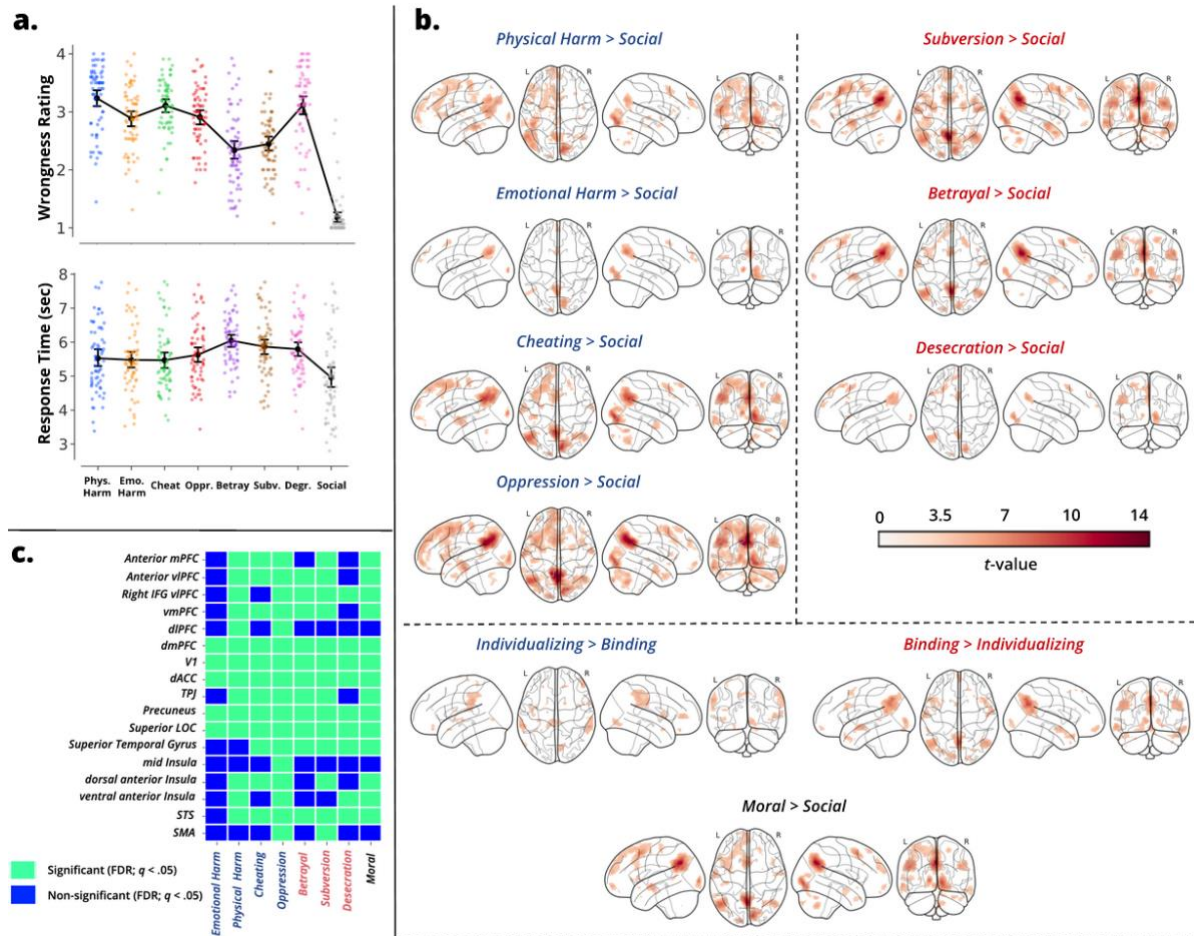 a.
Wrongness Rating
4
3
2
1
Response Time (sec)
8
7
6
5
4
3
Phys. Harm
Emo. Harm
Cheat
Oppr.
Betray
Subv.
Degr.
Social
b.
Physical Harm > Social
L R
Subversion > Social
L R
Emotional Harm > Social
L R
Betrayal > Social
L R
Cheating > Social
L R
Desecration > Social
L R
Oppression > Social
L R
0 3.5 7 10 14
t-value
Individualizing > Binding
L R
Binding > Individualizing
L R
Moral > Social
L R
c.
Anterior mPFC
Anterior vlPFC
Right IFG vlPFC
vmPFC
dlPFC
dmPFC
V1
dACC
TPJ
Precuneus
Superior LOC
Superior Temporal Gyrus
mid Insula
dorsal anterior Insula
ventral anterior Insula
STS
SMA
Emotional Harm
Physical Harm
Cheating
Oppression
Betrayal
Subversion
Desecration
Moral
Significant (FDR; q < .05)
Non-significant (FDR; q < .05)